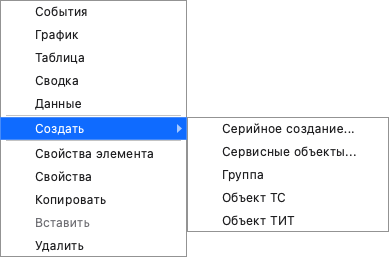 События
График
Таблица
Сводка
Данные
Создать
Серийное создание...
Сервисные объекты...
Группа
Объект ТС
Объект ТИТ
Свойства элемента
Свойства
Копировать
Вставить
Удалить